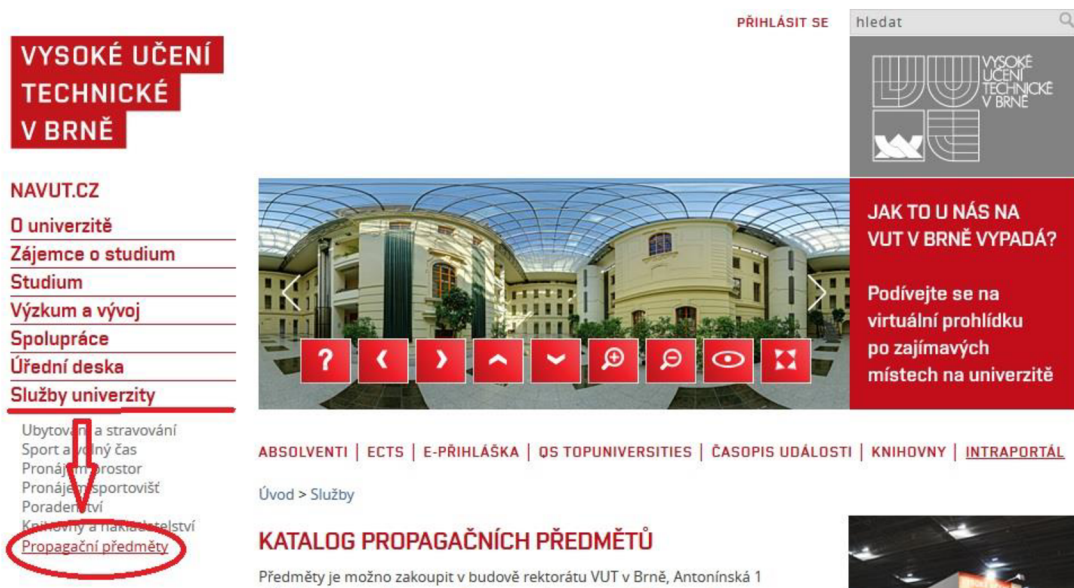 PŘIHLÁSIT SE
hledat
VYSOKÉ UČENÍ
TECHNICKÉ
V BRNĚ
VYSOKÉ
UČENÍ
TECHNICKÉ
V BRNĚ
NAVUT.CZ
O univerzitě
Zájemce o studium
Studium
Výzkum a vývoj
Spolupráce
Úřední deska
Služby univerzity
Ubytování a stravování
Sport a volný čas
Pronájem prostor
Pronájem sportovišť
Poradenství
Knihovny a nakladatelství
Propagační předměty
?
JAK TO U NÁS NA
VUT V BRNĚ VYPADÁ?
Podívejte se na
virtuální prohlídku
po zajímavých
místech na univerzitě
ABSOLVENTI | ECTS | E-PŘIHLÁŠKA | QS TOPUNIVERSITIES | ČASOPIS UDÁLOSTI | KNIHOVNY | INTRAPORTÁL
Úvod > Služby
KATALOG PROPAGAČNÍCH PŘEDMĚTŮ
Předměty je možno zakoupit v budově rektorátu VUT v Brně, Antonínská 1